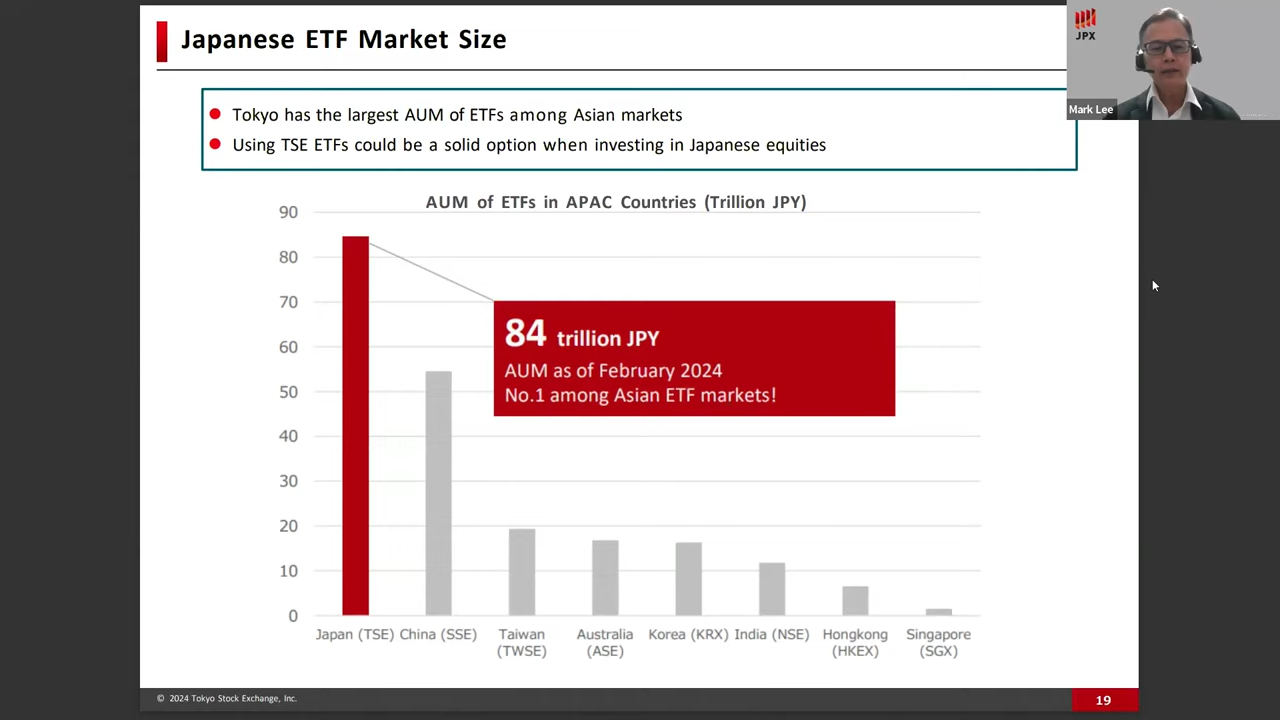 Japanese ETF Market Size
JPX
Mark Lee
Tokyo has the largest AUM of ETFs among Asian markets
Using TSE ETFs could be a solid option when investing in Japanese equities
AUM of ETFs in APAC Countries (Trillion JPY)
90
80
70
60
50
40
30
20
10
0
84 trillion JPY
AUM as of February 2024
No.1 among Asian ETF markets!
Japan (TSE) China (SSE) Taiwan Australia Korea (KRX) India (NSE) Hongkong Singapore
(TWSE) (ASE) (HKEX) (SGX)
© 2024 Tokyo Stock Exchange, Inc.
19